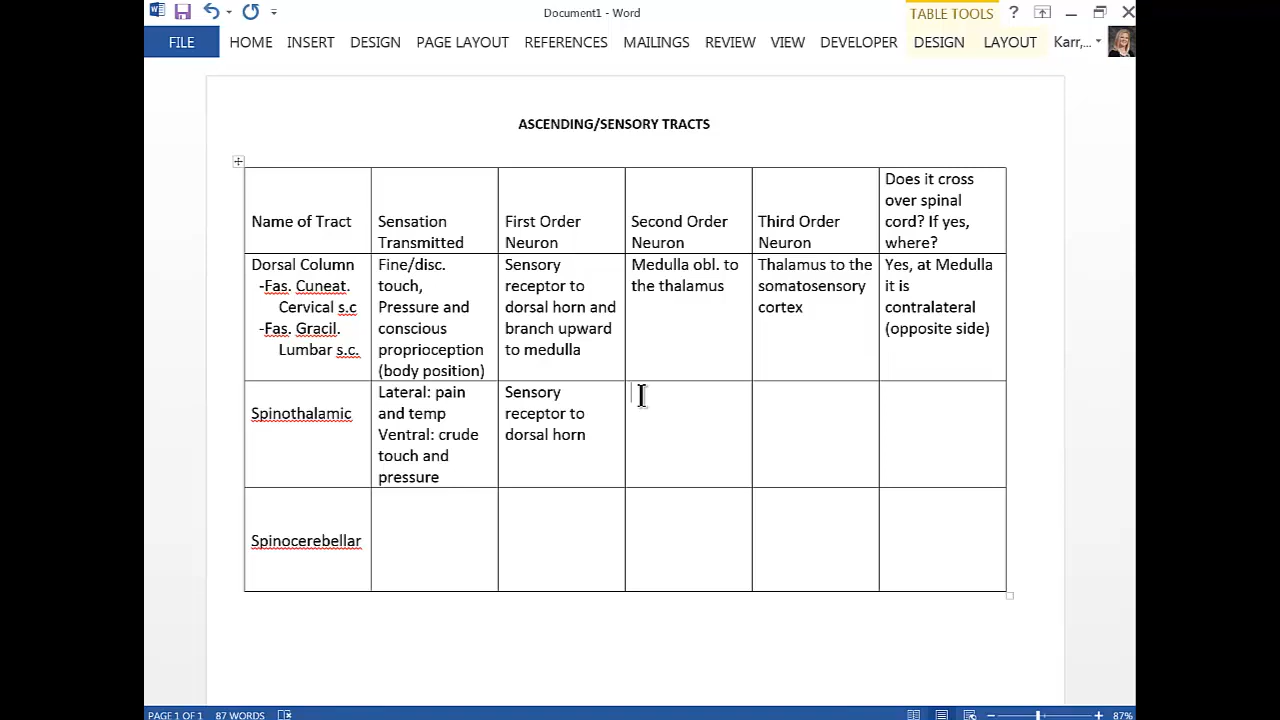 Document1 - Word
TABLE TOOLS
?
FILE
HOME
INSERT
DESIGN
PAGE LAYOUT
REFERENCES
MAILINGS
REVIEW
VIEW
DEVELOPER
DESIGN
LAYOUT
Karr,...
ASCENDING/SENSORY TRACTS
Name of Tract
Sensation
Transmitted
First Order
Neuron
Second Order
Neuron
Third Order
Neuron
Does it cross
over spinal
cord? If yes,
where?
Dorsal Column
-Fas. Cuneat.
Cervical s.c
-Fas. Gracil.
Lumbar s.c.
Fine/disc.
touch,
Pressure and
conscious
proprioception
(body position)
Sensory
receptor to
dorsal horn and
branch upward
to medulla
Medulla obl. to
the thalamus
Thalamus to the
somatosensory
cortex
Yes, at Medulla
it is
contralateral
(opposite side)
Spinothalamic
Lateral: pain
and temp
Ventral: crude
touch and
pressure
Sensory
receptor to
dorsal horn
Spinocerebellar
PAGE 1 OF 1
87 WORDS
87%